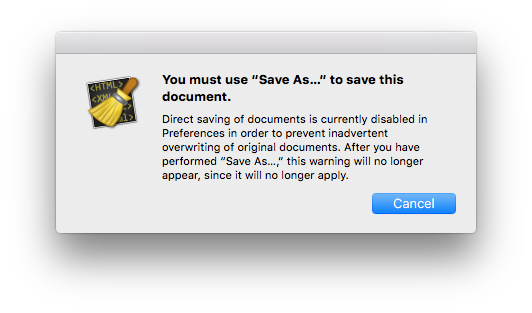 <HTML>
You must use “Save As…” to save this
document.
Direct saving of documents is currently disabled in
Preferences in order to prevent inadvertent
overwriting of original documents. After you have
performed “Save As…,” this warning will no longer
appear, since it will no longer apply.
Cancel